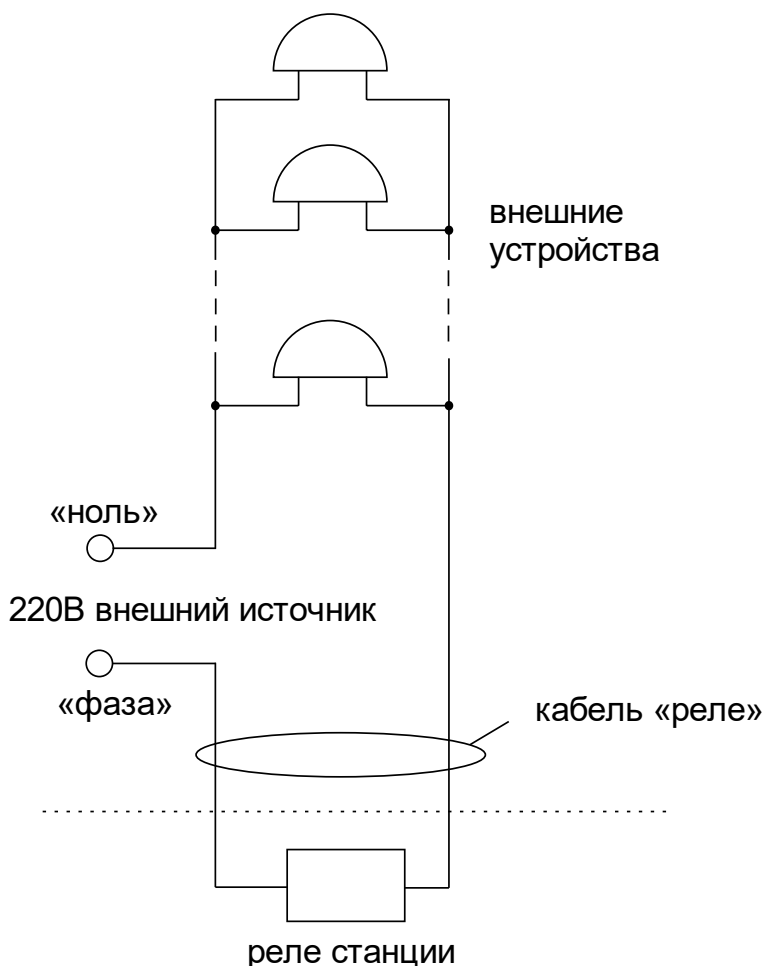 внешние
устройства
«ноль»
220В внешний источник
«фаза»
кабель «реле»
реле станции